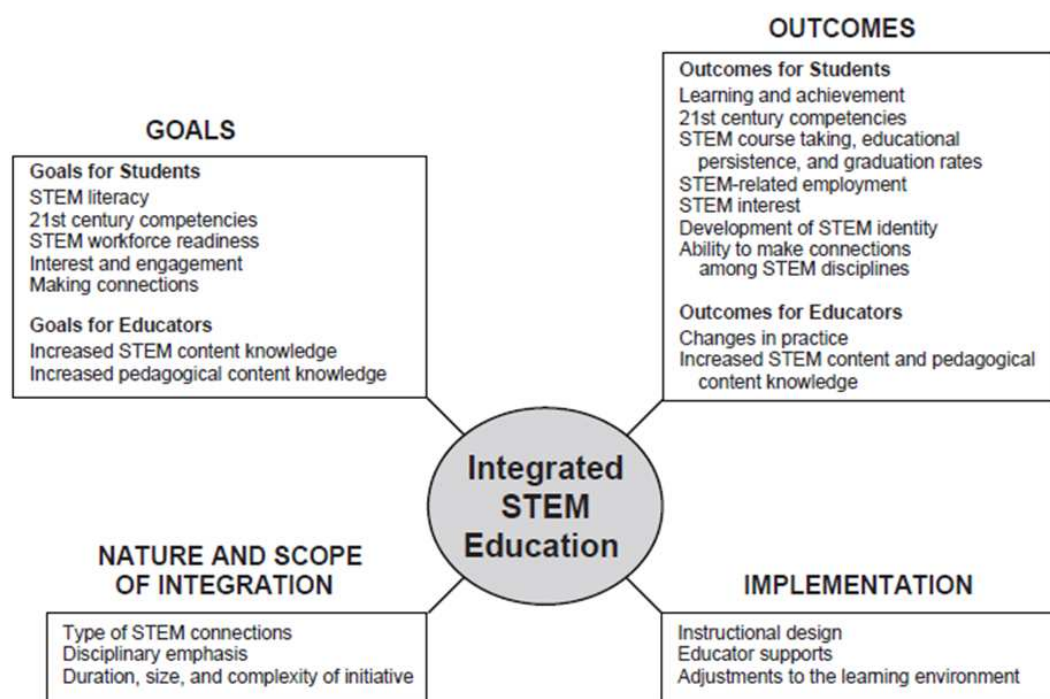 GOALS
Goals for Students
STEM literacy
21st century competencies
STEM workforce readiness
Interest and engagement
Making connections
Goals for Educators
Increased STEM content knowledge
Increased pedagogical content knowledge
OUTCOMES
Outcomes for Students
Learning and achievement
21st century competencies
STEM course taking, educational
persistence, and graduation rates
STEM-related employment
STEM interest
Development of STEM identity
Ability to make connections
among STEM disciplines
Outcomes for Educators
Changes in practice
Increased STEM content and pedagogical
content knowledge
Integrated
STEM
Education
NATURE AND SCOPE
OF INTEGRATION
Type of STEM connections
Disciplinary emphasis
Duration, size, and complexity of initiative
IMPLEMENTATION
Instructional design
Educator supports
Adjustments to the learning environment